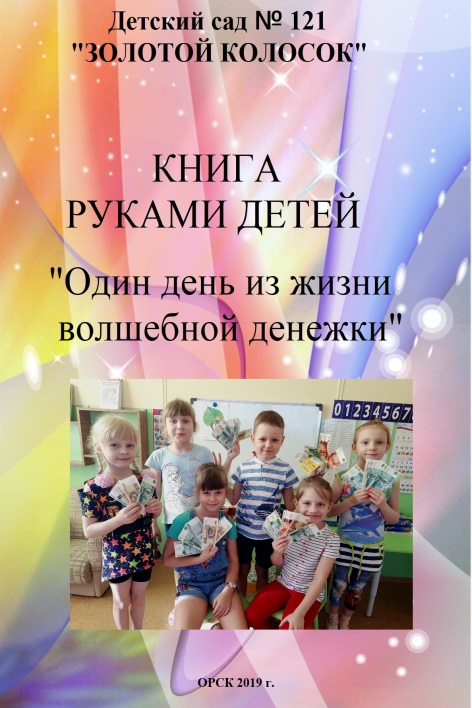 Детский сад № 121
"ЗОЛОТОЙ КОЛОСОК"
КНИГА
РУКАМИ ДЕТЕЙ
"Один день из жизни
волшебной денежки"
01234567
ОРСК 2019 г.